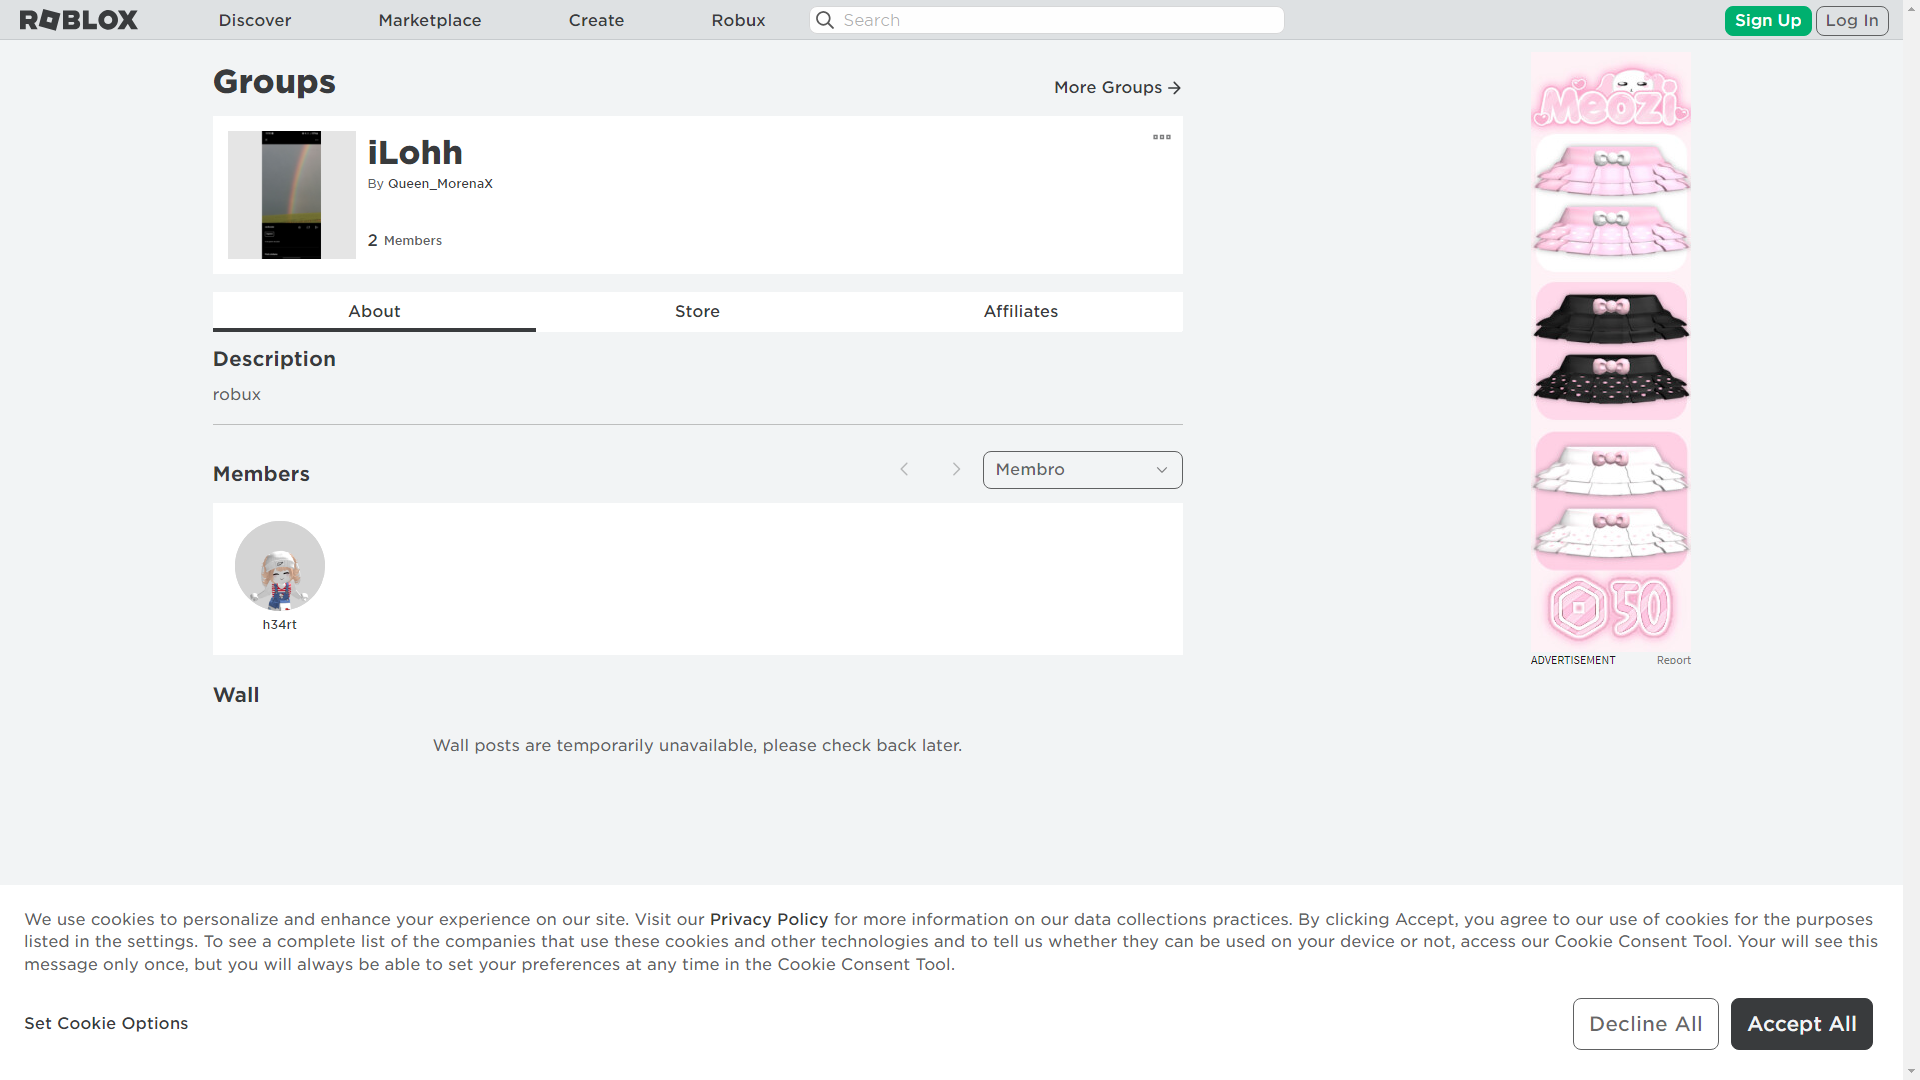 ROBLOX
Discover
Marketplace
Create
Robux
Search
Sign Up
Log In
Groups
More Groups
iLohh
By Queen_MorenaX
2 Members
About
Store
Affiliates
Description
robux
Members
Membro
h34rt
Wall
Wall posts are temporarily unavailable, please check back later.
Meozi
50
ADVERTISEMENT
Report
We use cookies to personalize and enhance your experience on our site. Visit our Privacy Policy for more information on our data collections practices. By clicking Accept, you agree to our use of cookies for the purposes
listed in the settings. To see a complete list of the companies that use these cookies and other technologies and to tell us whether they can be used on your device or not, access our Cookie Consent Tool. Your will see this
message only once, but you will always be able to set your preferences at any time in the Cookie Consent Tool.
Set Cookie Options
Decline All
Accept All